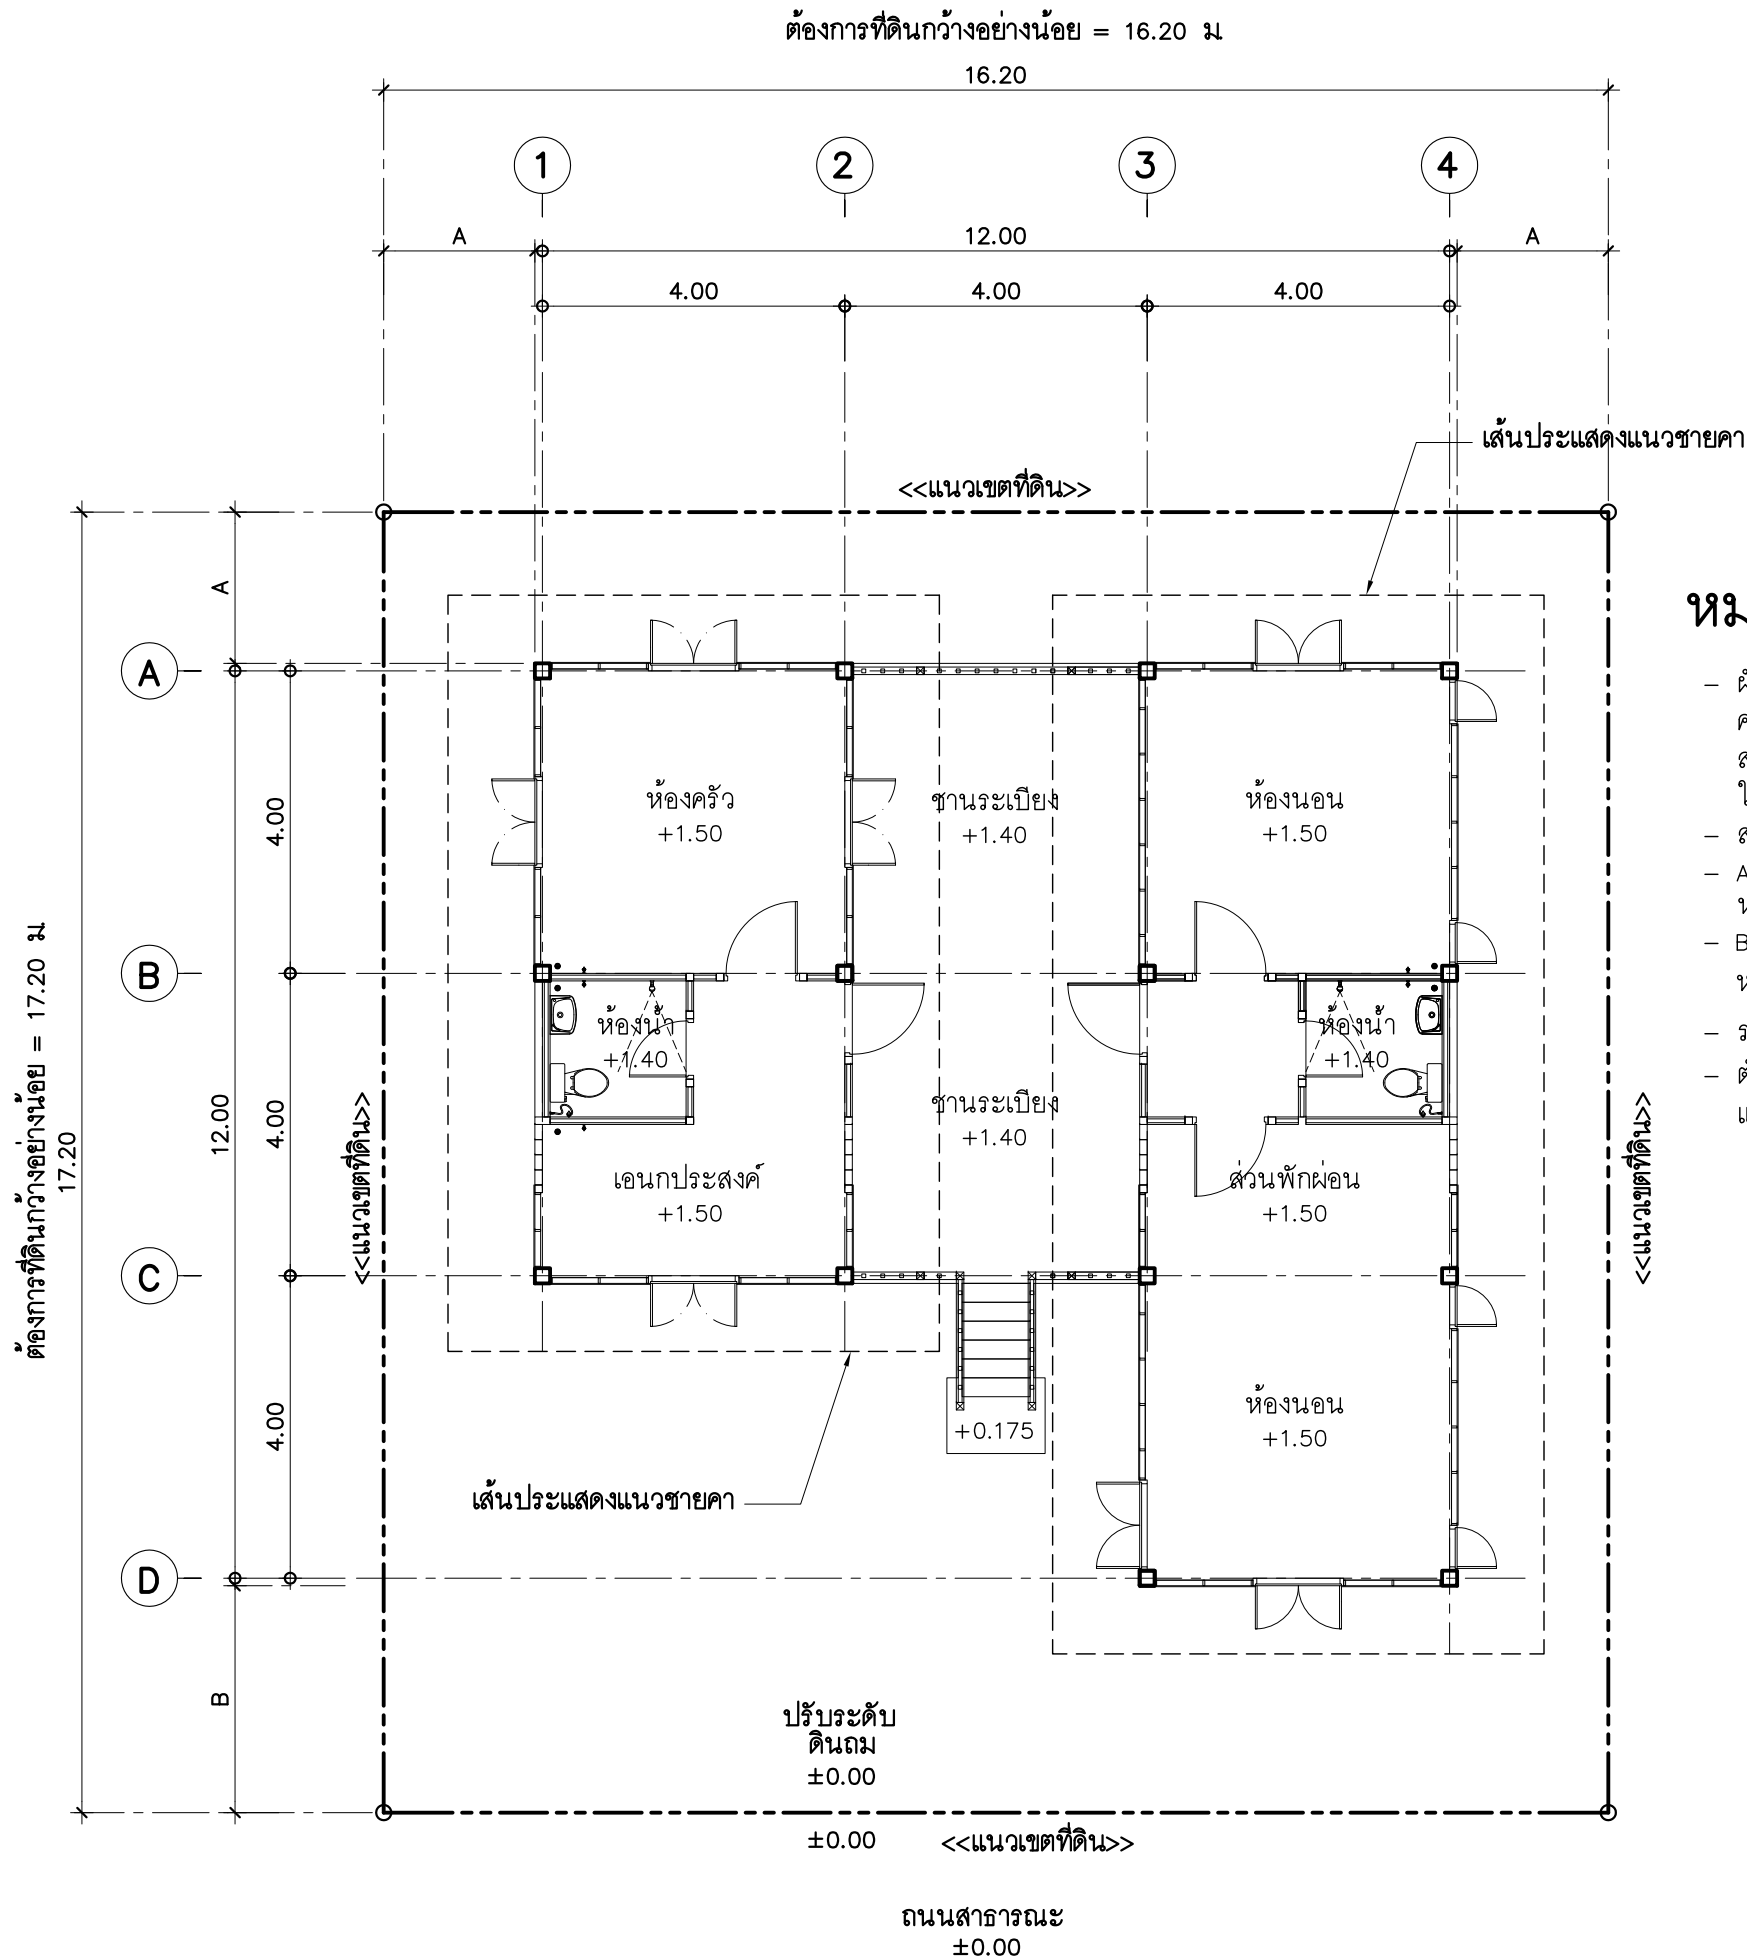 ต้องการที่ดินกว้างอย่างน้อย = 16.20 ม.
16.20
1 2 3 4
A 12.00 A
4.00 4.00 4.00
เส้นประแสดงแนวชายคา
<<แนวเขตที่ดิน>>
A
A
ห้องครัว
+1.50
ชานระเบียง
+1.40
ห้องนอน
+1.50
4.00
B
ห้องน้ำ
+1.40
ห้องน้ำ
+1.40
ต้องการที่ดินกว้างอย่างน้อย = 17.20 ม.
17.20
12.00
4.00
<<แนวเขตที่ดิน>>
ชานระเบียง
+1.40
<<แนวเขตที่ดิน>>
เอนกประสงค์
+1.50
ส่วนพักผ่อน
+1.50
C
4.00
ห้องนอน
+1.50
+0.175
เส้นประแสดงแนวชายคา
D
B
ปรับระดับ
ดินถม
±0.00
±0.00 <<แนวเขตที่ดิน>>
ถนนสาธารณะ
±0.00
- A
- B